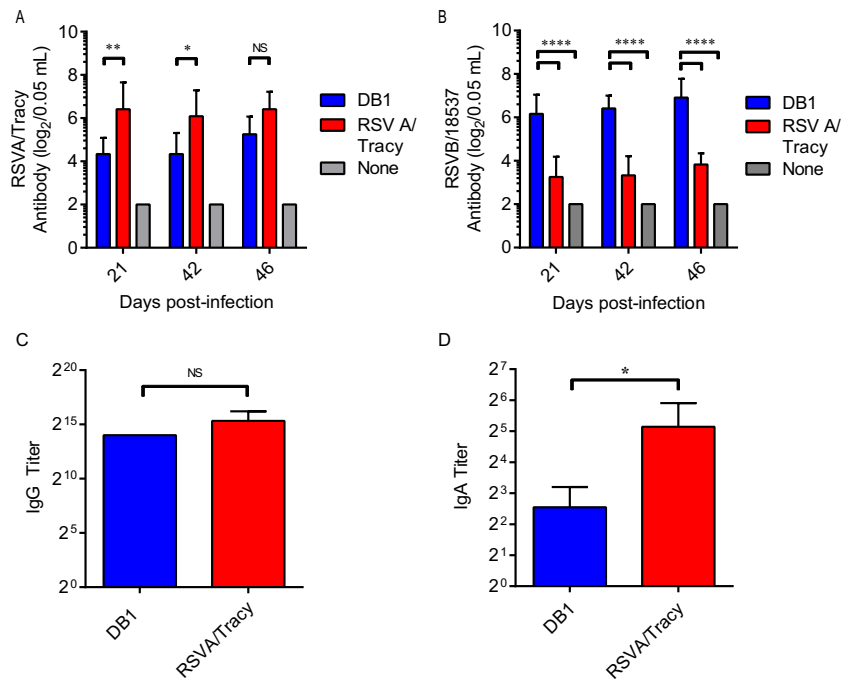 A
RSVA/Tracy
Antibody (log2/0.05 mL)
10
8
6
4
2
0
**
*
NS
21
42
46
Days post-infection
DB1
RSV A/
Tracy
None
B
RSVB/18537
Antibody (log2/0.05 mL)
10
8
6
4
2
0
****
****
****
21
42
46
Days post-infection
DB1
RSV A/
Tracy
None
C
IgG Titer
2^20
2^15
2^10
2^5
2^0
NS
DB1
RSVA/Tracy
D
IgA Titer
2^7
2^6
2^5
2^4
2^3
2^2
2^1
2^0
*
DB1
RSVA/Tracy